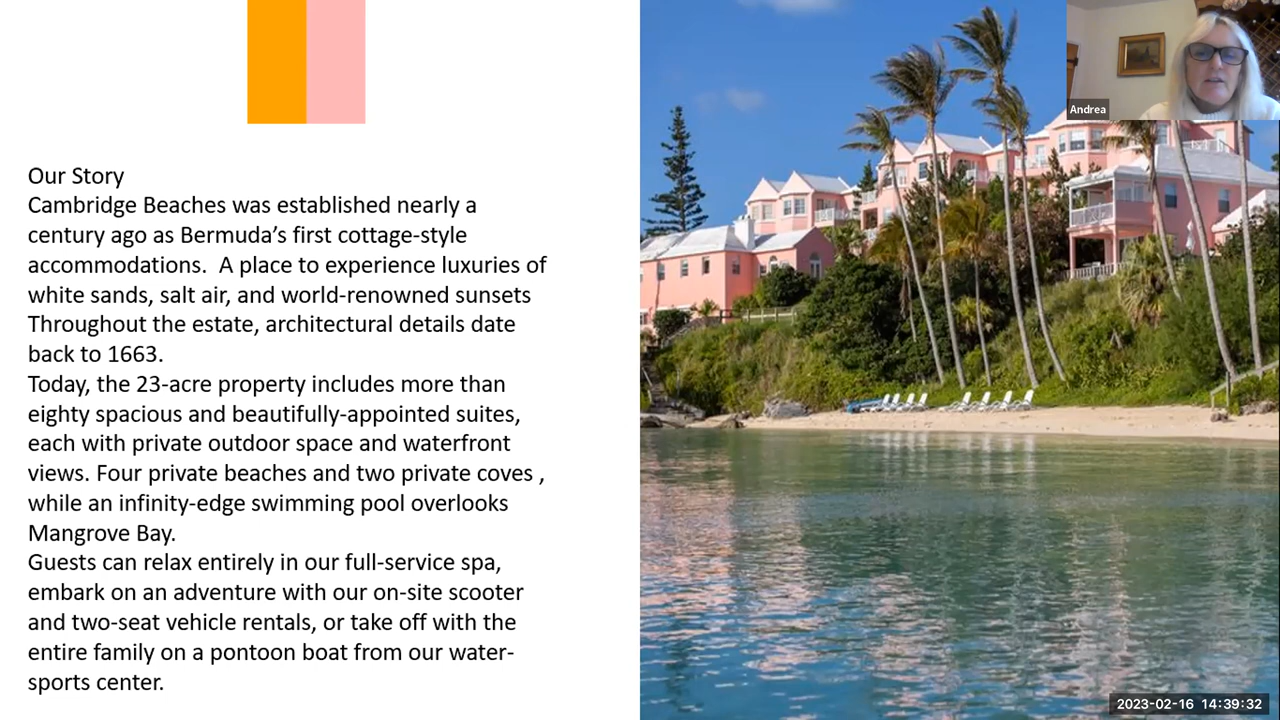 Our Story
Cambridge Beaches was established nearly a
century ago as Bermuda’s first cottage-style
accommodations.  A place to experience luxuries of
white sands, salt air, and world-renowned sunsets
Throughout the estate, architectural details date
back to 1663.
Today, the 23-acre property includes more than
eighty spacious and beautifully-appointed suites,
each with private outdoor space and waterfront
views. Four private beaches and two private coves ,
while an infinity-edge swimming pool overlooks
Mangrove Bay.
Guests can relax entirely in our full-service spa,
embark on an adventure with our on-site scooter
and two-seat vehicle rentals, or take off with the
entire family on a pontoon boat from our water-
sports center.
Andrea
2023-02-16 14:39:32